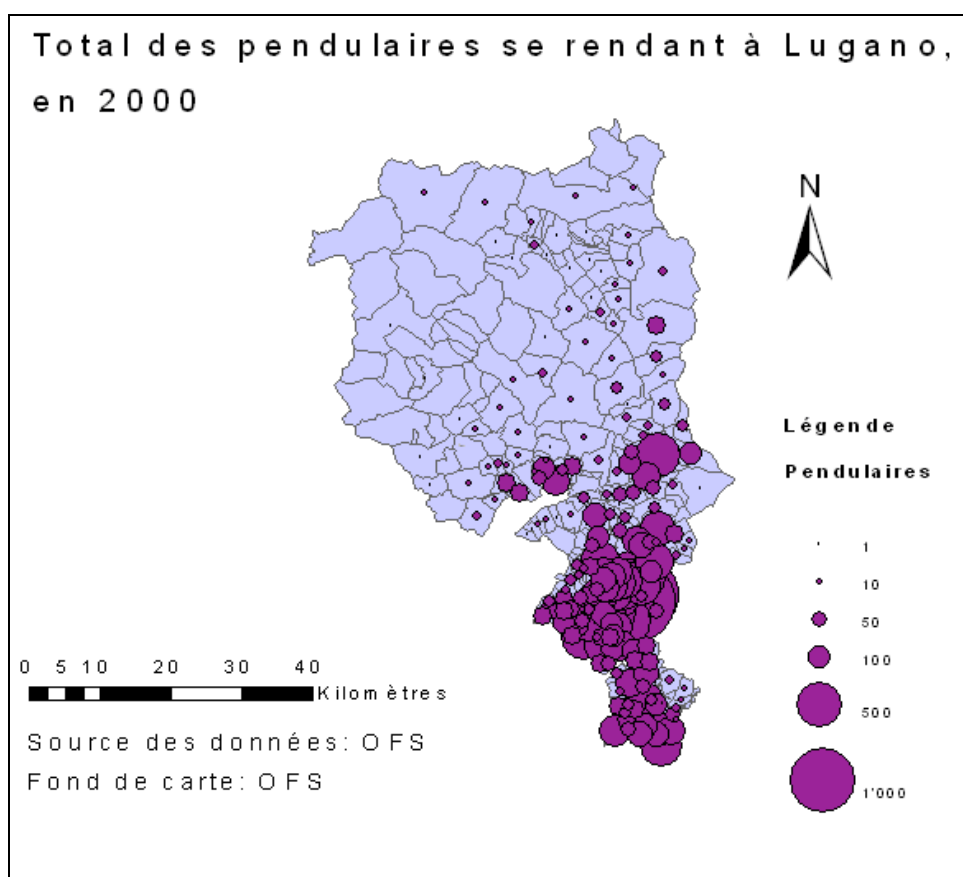 Total des pendulaires se rendant à Lugano,
en 2000
N
Légende
Pendulaires
1
10
50
100
500
1'000
0 5 10 20 30 40
Kilomètres
Source des données: OFS
Fond de carte: OFS